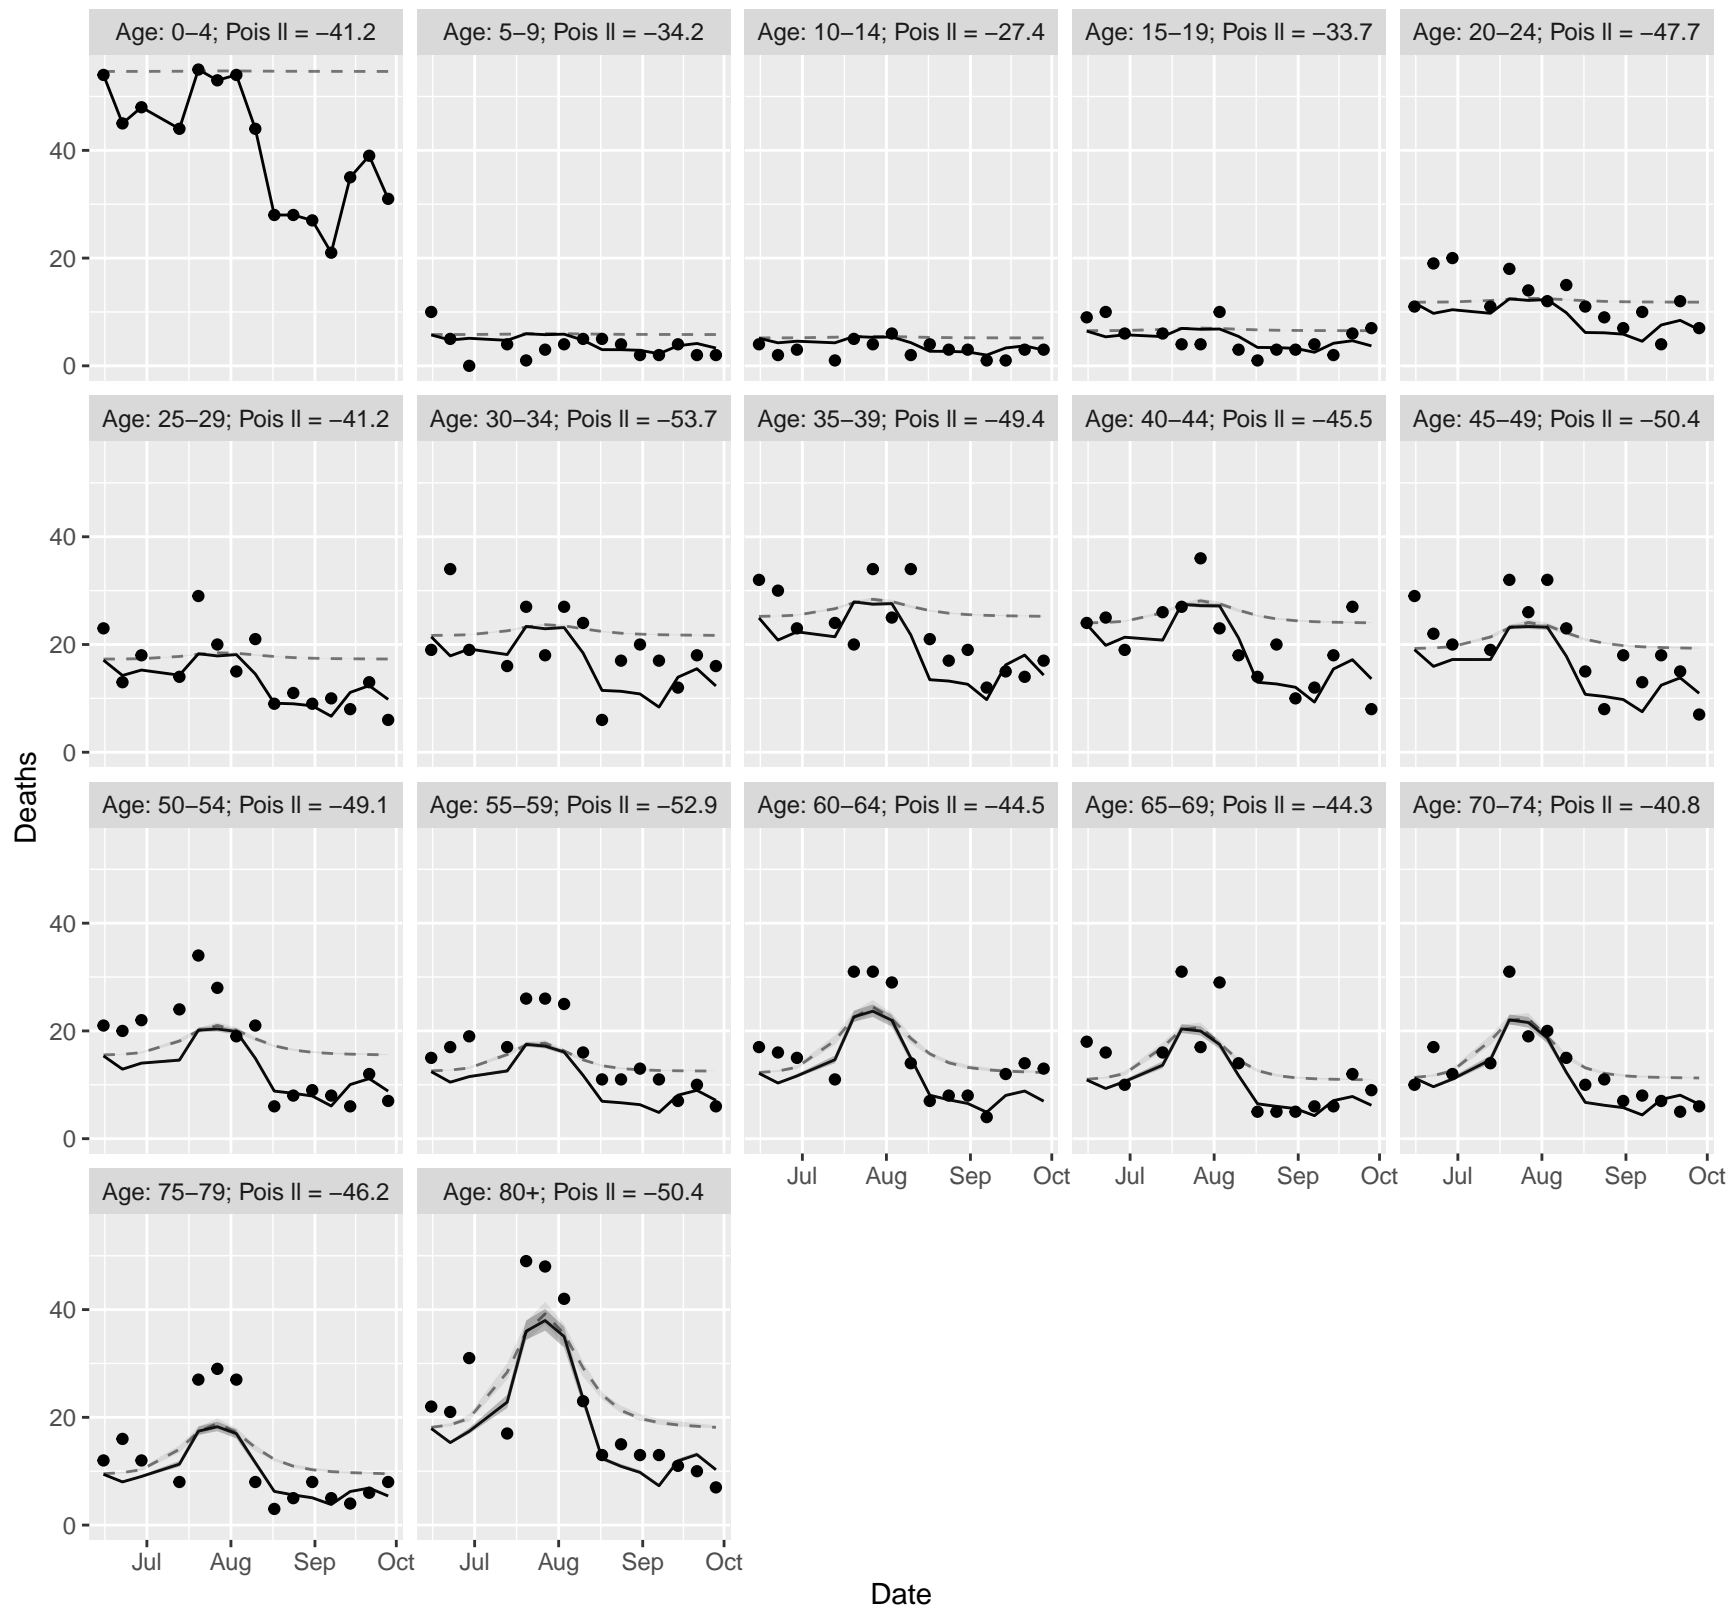 Age: 0–4; Pois ll = −41.2
Age: 5–9; Pois ll = −34.2
Age: 10–14; Pois ll = −27.4
Age: 15–19; Pois ll = −33.7
Age: 20–24; Pois ll = −47.7
40
20
0
Age: 25–29; Pois ll = −41.2
Age: 30–34; Pois ll = −53.7
Age: 35–39; Pois ll = −49.4
Age: 40–44; Pois ll = −45.5
Age: 45–49; Pois ll = −50.4
40
20
0
Deaths
Age: 50–54; Pois ll = −49.1
Age: 55–59; Pois ll = −52.9
Age: 60–64; Pois ll = −44.5
Age: 65–69; Pois ll = −44.3
Age: 70–74; Pois ll = −40.8
40
20
0
Jul Aug Sep Oct
Jul Aug Sep Oct
Jul Aug Sep Oct
Age: 75–79; Pois ll = −46.2
Age: 80+; Pois ll = −50.4
40
20
0
Jul Aug Sep Oct
Jul Aug Sep Oct
Date